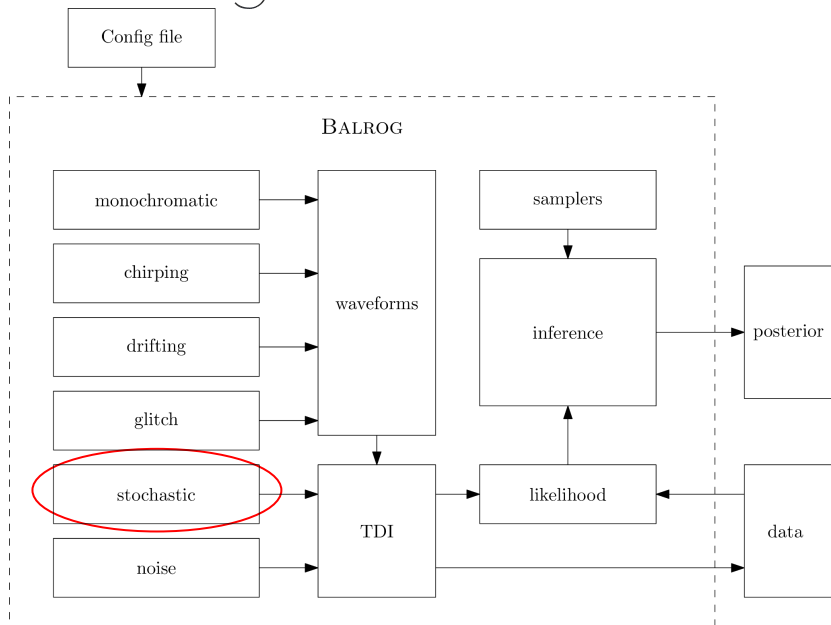 Config file
BALROG
monochromatic
chirping
drifting
glitch
stochastic
noise
waveforms
TDI
samplers
inference
likelihood
posterior
data